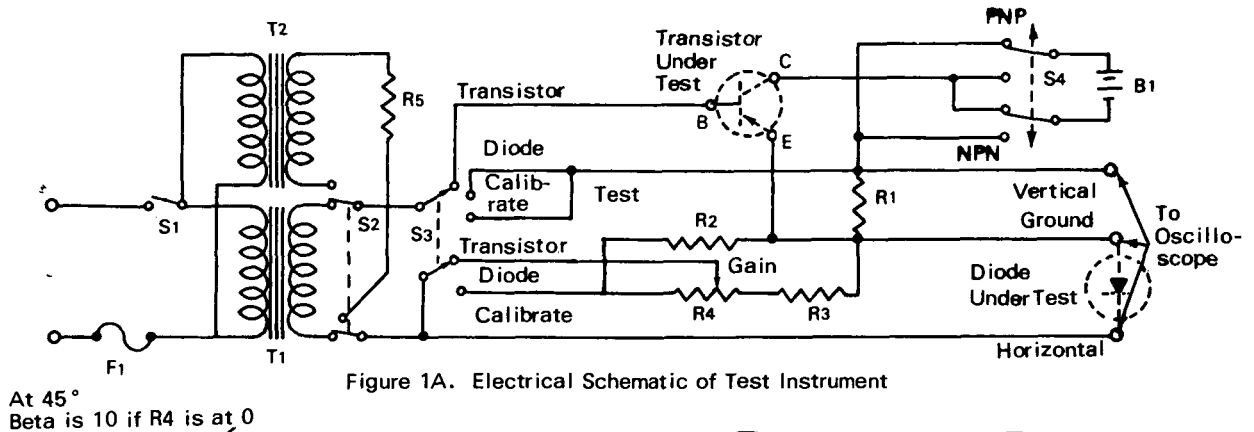 T2
PNP
Transistor
Under
Test
C
S4
B1
R5
Transistor
B
E
Diode
NPN
Calib-
rate
Test
R1
Vertical
Ground
To
Oscillo-
scope
S1
S2
S3
R2
Transistor
Gain
Diode
Diode
Under Test
Calibrate
R4
R3
F1
T1
Horizontal
Figure 1A. Electrical Schematic of Test Instrument
At 45°
Beta is 10 if R4 is at 0